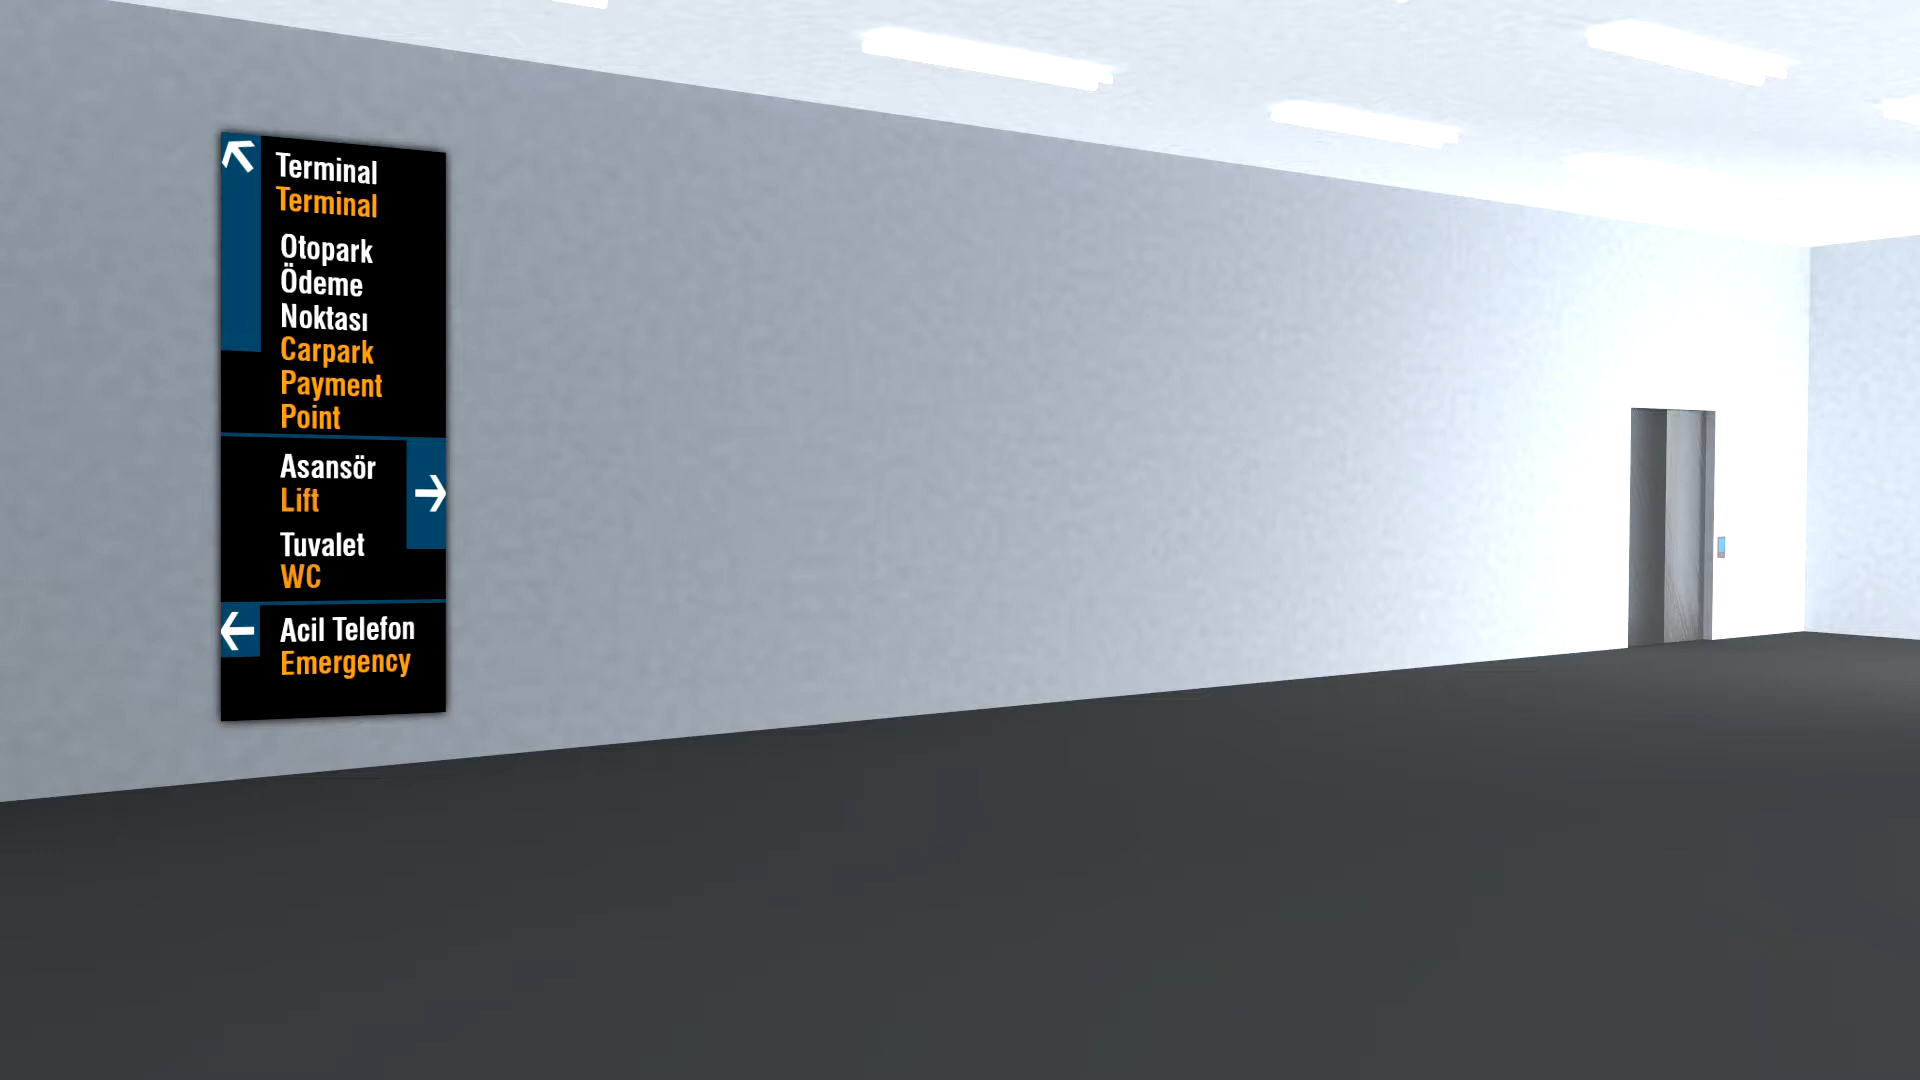 Terminal
Terminal
Otopark
Ödeme
Noktası
Carpark
Payment
Point
Asansör
Lift
Tuvalet
WC
Acil Telefon
Emergency